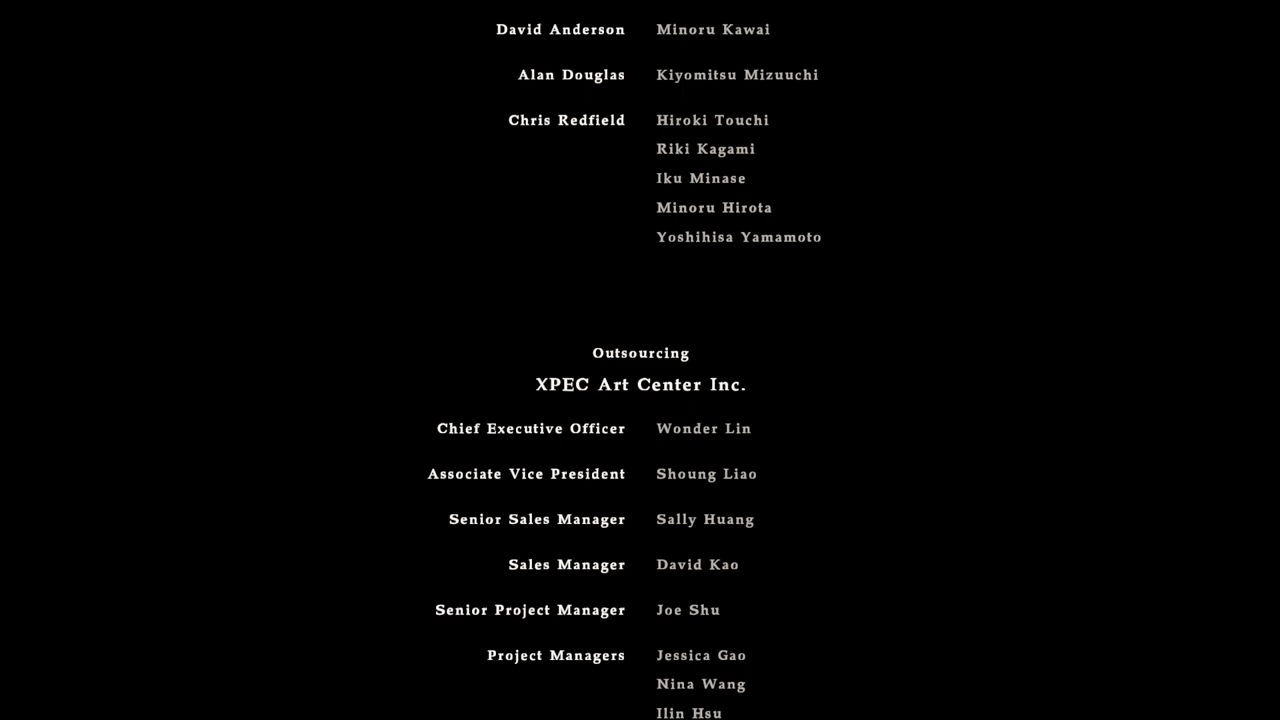 David Anderson Minoru Kawai
Alan Douglas Kiyomitsu Mizuuchi
Chris Redfield Hiroki Touchi
Riki Kagami
Iku Minase
Minoru Hirota
Yoshihisa Yamamoto
Outsourcing
XPEC Art Center Inc.
Chief Executive Officer Wonder Lin
Associate Vice President Shoung Liao
Senior Sales Manager Sally Huang
Sales Manager David Kao
Senior Project Manager Joe Shu
Project Managers Jessica Gao
Nina Wang
Ilin Hsu